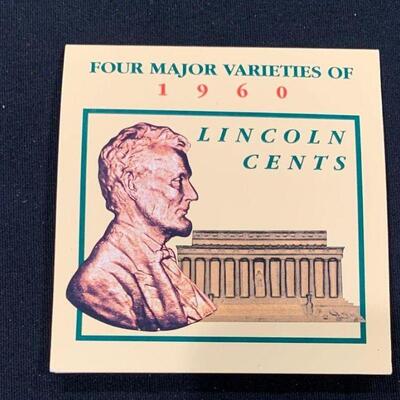 FOUR MAJOR VARIETIES OF
1960
LINCOLN
CENTS